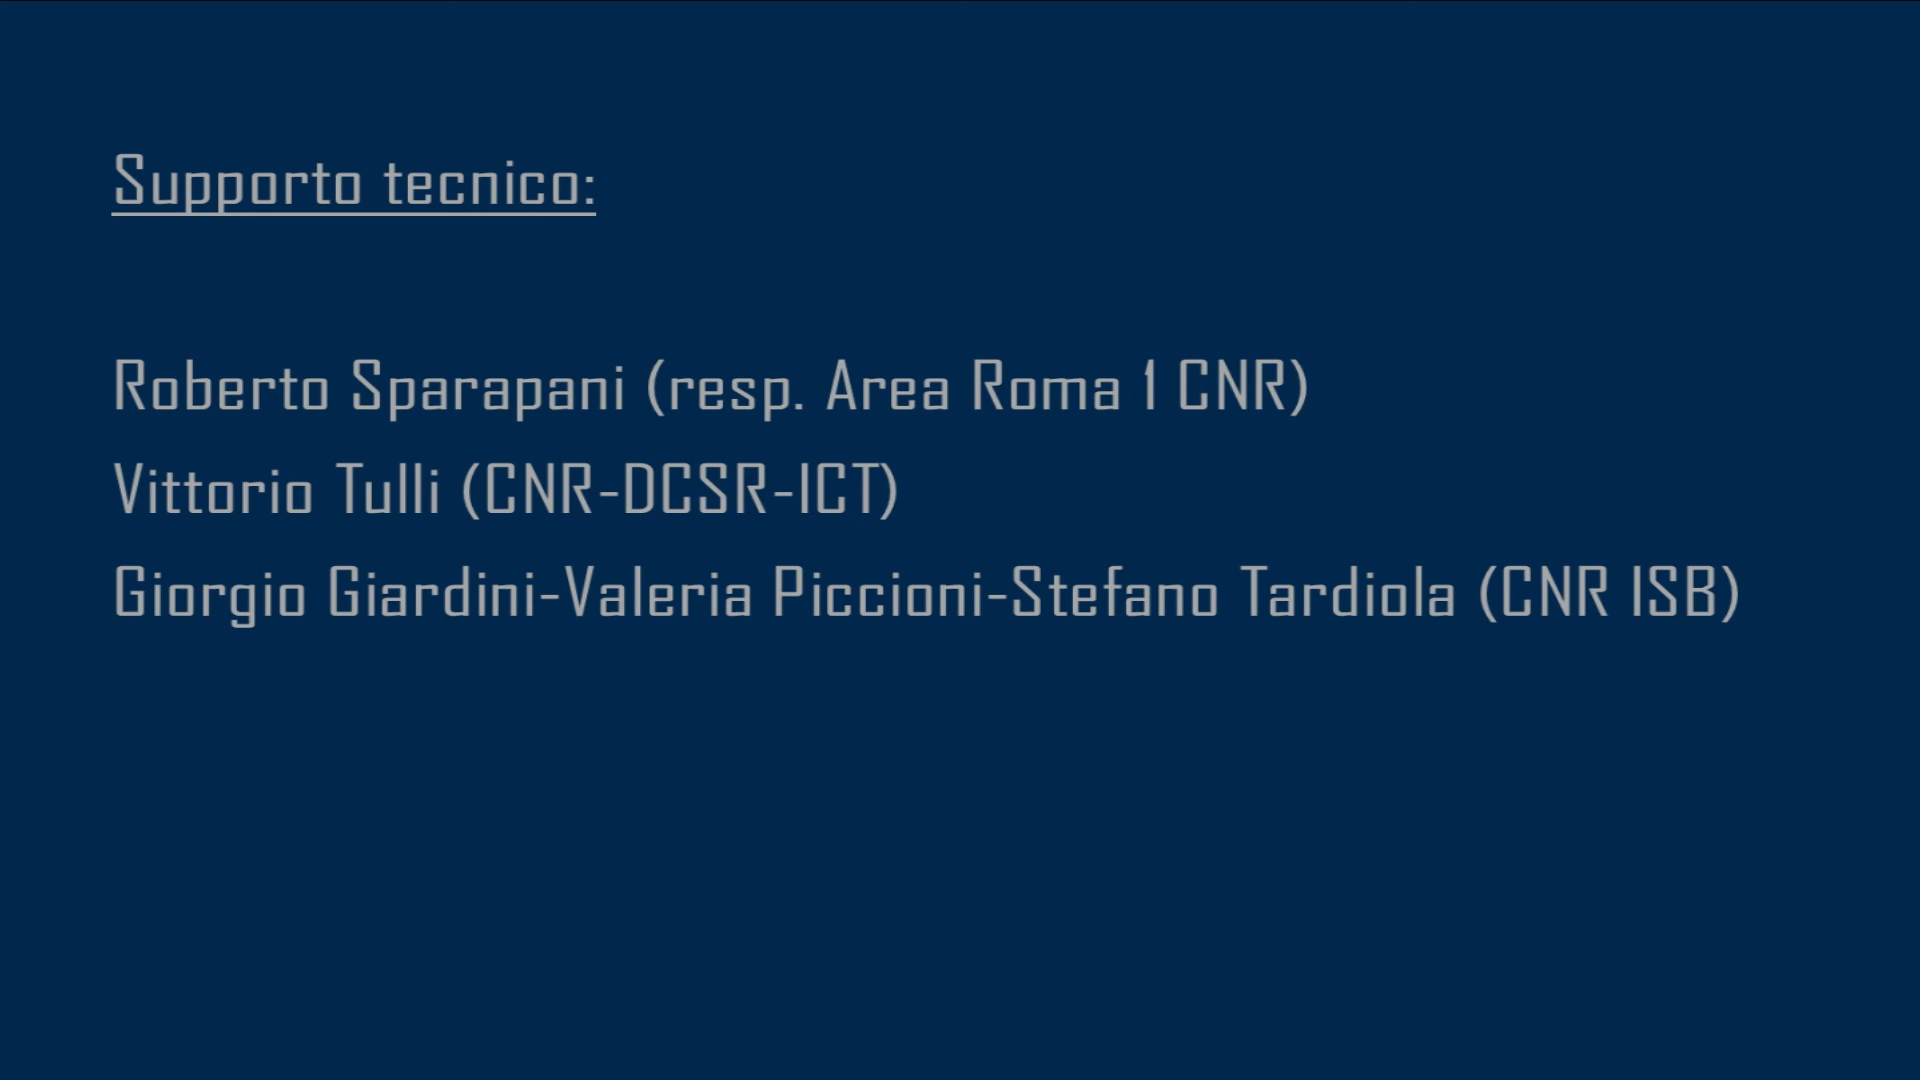 Supporto tecnico:
Roberto Sparapani (resp. Area Roma 1 CNR)
Vittorio Tulli (CNR-DCSR-ICT)
Giorgio Giardini-Valeria Piccioni-Stefano Tardiola (CNR ISB)